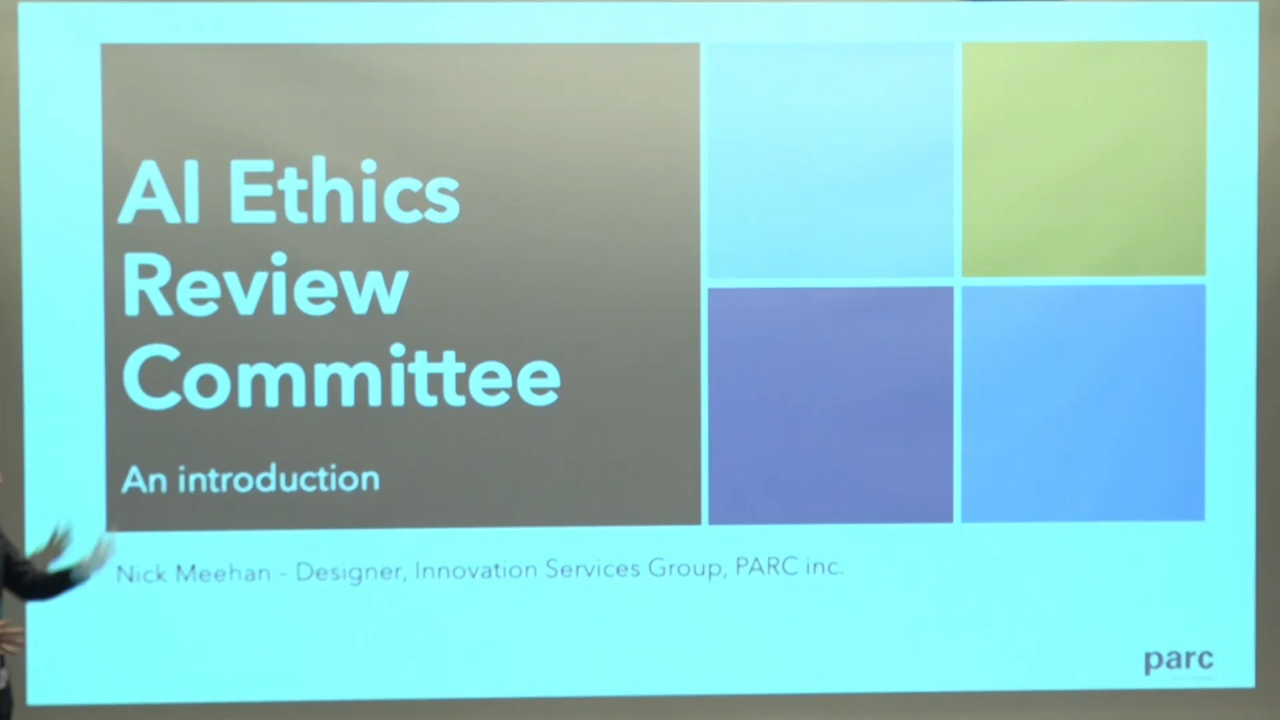 AI Ethics
Review
Committee
An introduction
Nick Meehan - Designer, Innovation Services Group, PARC inc.
parc